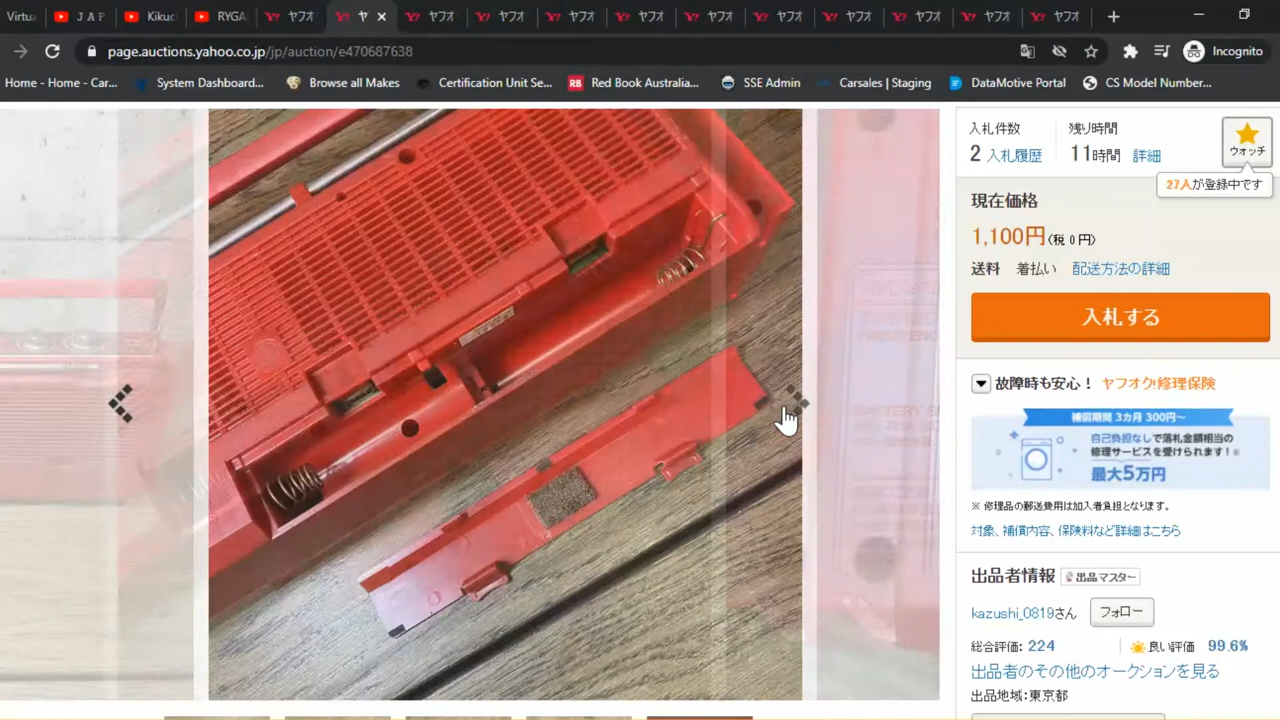 Virtua
J A P
Kikuc
RYGA
ヤフオ
ヤ
ヤフオ
ヤフオ
ヤフオ
ヤフオ
ヤフオ
ヤフオ
ヤフオ
ヤフオ
ヤフオ
ヤフオ
page.auctions.yahoo.co.jp/jp/auction/e470687638
Incognito
Home - Home - Car...
System Dashboard...
Browse all Makes
Certification Unit Se...
RB Red Book Australia...
SSE Admin
Carsales | Staging
DataMotive Portal
CS Model Number...
入札件数
残り時間
2 入札履歴
11時間 詳細
ウォッチ
27人が登録中です
現在価格
1,100円(税 0 円)
送料 着払い 配送方法の詳細
入札する
故障時も安心! ヤフオク!修理保険
補償期間 3カ月 300円~
自己負担なしで落札金額相当の
修理サービスを受けられます!※
最大5万円
※ 修理品の郵送費用は加入者負担となります。
対象、補償内容、保険料など詳細はこちら
出品者情報 出品マスター
kazushi_0819さん フォロー
総合評価: 224
良い評価 99.6%
出品者のその他のオークションを見る
出品地域:東京都